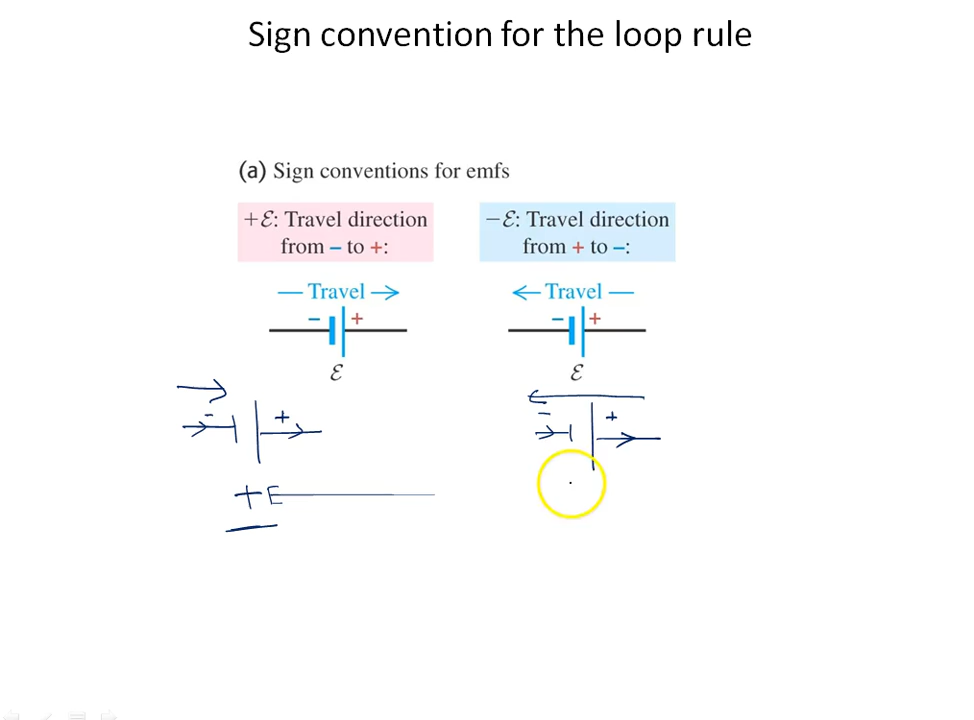 Sign convention for the loop rule
(a) Sign conventions for emfs
+ℰ: Travel direction
from – to +:
−ℰ: Travel direction
from + to –:
Travel
– +
ℰ
Travel
– +
ℰ
- +
+E
- +